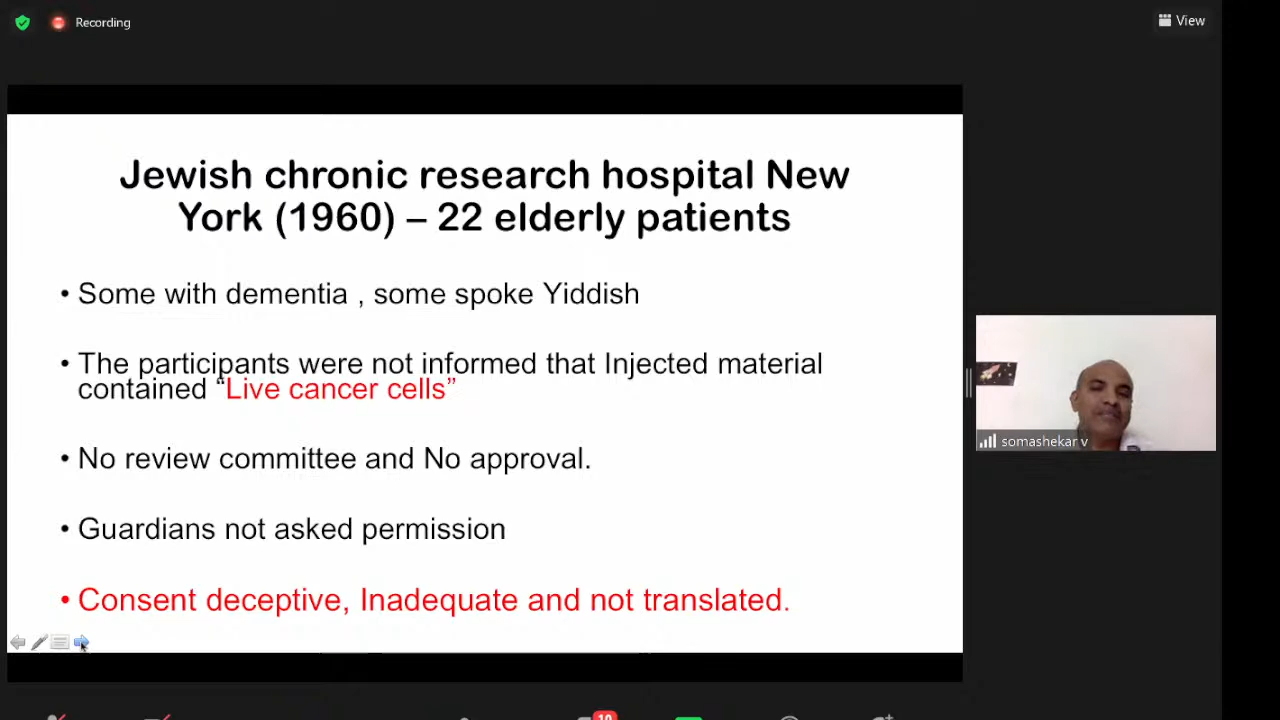 Recording
View
Jewish chronic research hospital New
York (1960) – 22 elderly patients
• Some with dementia , some spoke Yiddish
• The participants were not informed that Injected material
contained “Live cancer cells”
• No review committee and No approval.
• Guardians not asked permission
• Consent deceptive, Inadequate and not translated.
somashekar v
10